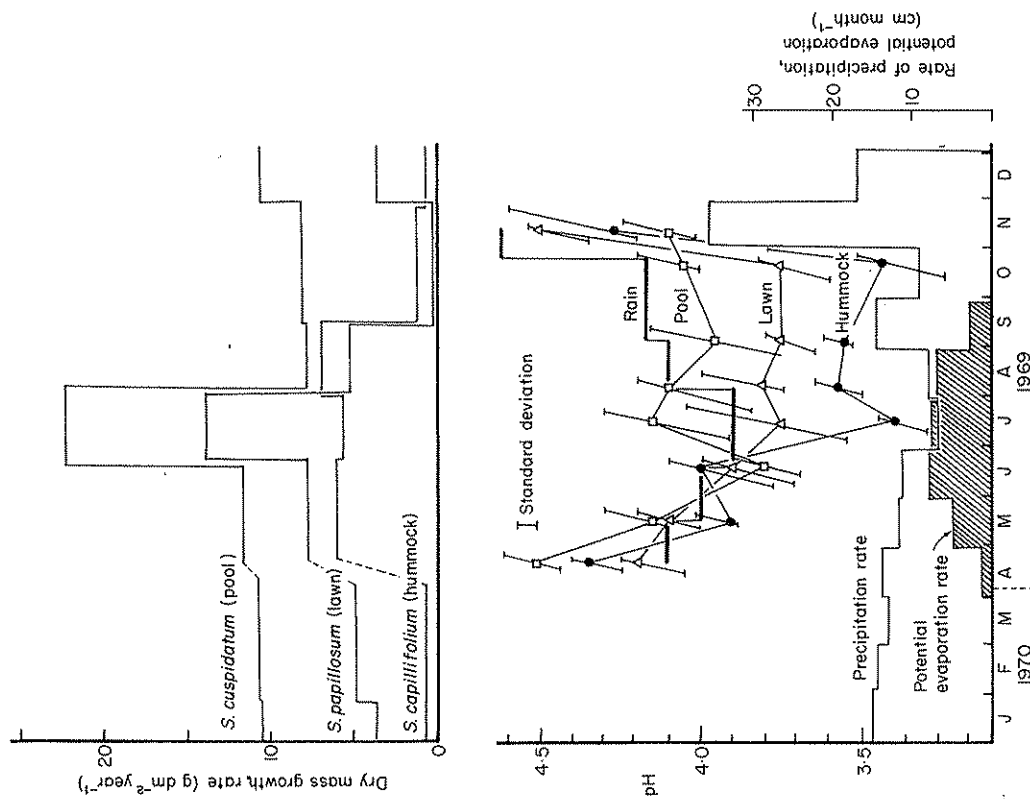 Dry mass growth rate (g dm⁻² year⁻¹)
20
10
0
S. cuspidatum (pool)
S. papillosum (lawn)
S. capillifolium (hummock)
Standard deviation
pH
4·5
4·0
3·5
Rain
Pool
Lawn
Hummock
Precipitation rate
Potential
evaporation rate
Rate of precipitation,
potential evaporation
(cm month⁻¹)
30
20
10
J F M A M J J A S O N D
1970 1969